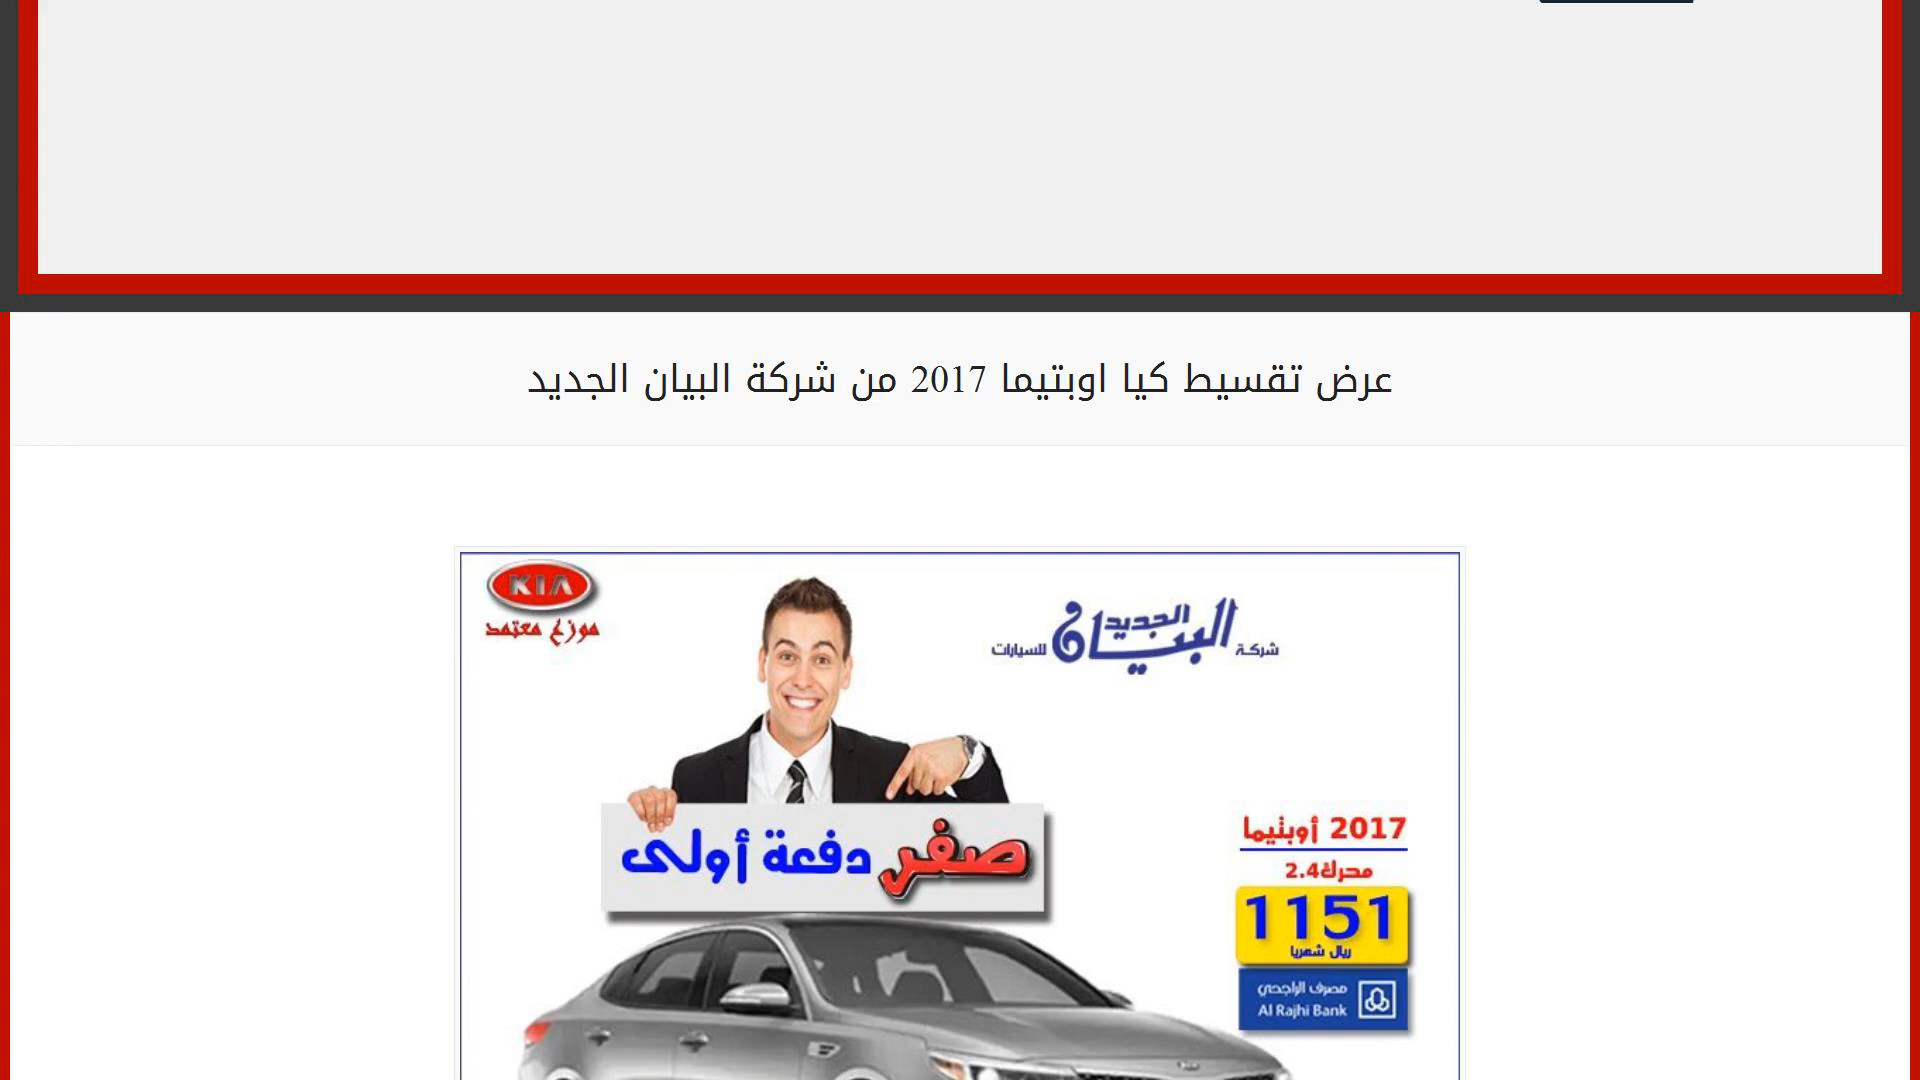 عرض تقسيط كيا اوبتيما 2017 من شركة البيان الجديد
KIA
موزع معتمد
شركة البيان الجديد للسيارات
صفر دفعة أولى
2017 أوبتيما
محرك2.4
1151
ريال شهريا
مصرف الراجحي
Al Rajhi Bank